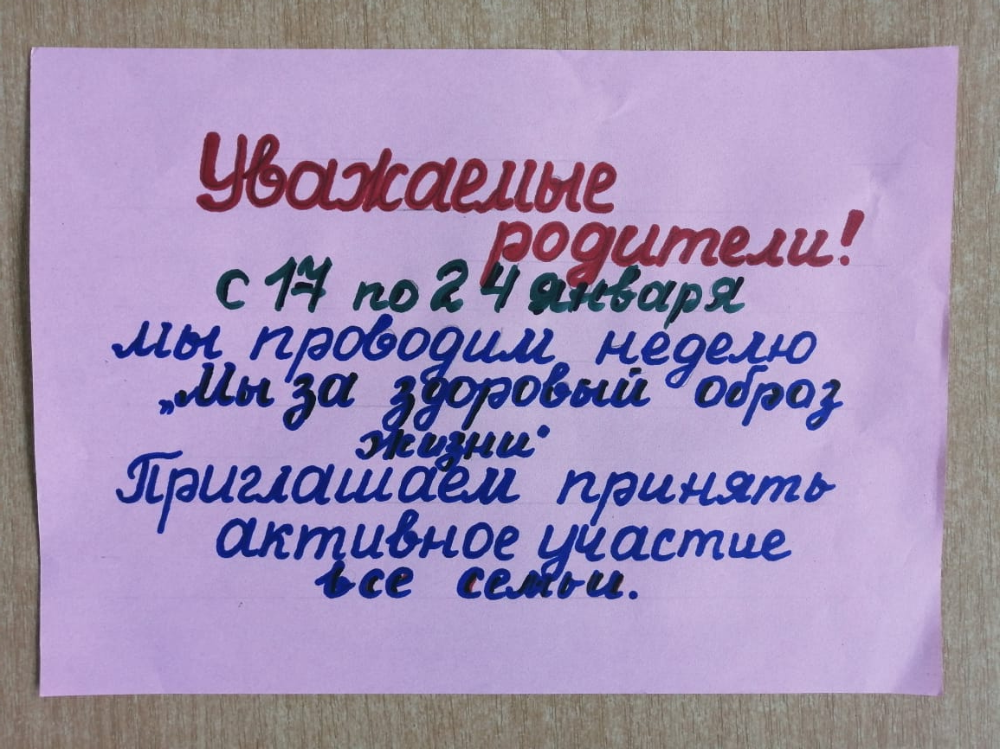 Уважаемые
родители!
с 17 по 24 января
мы проводим неделю
„Мы за здоровый образ
жизни"
Приглашаем принять
активное участие
все семьи.